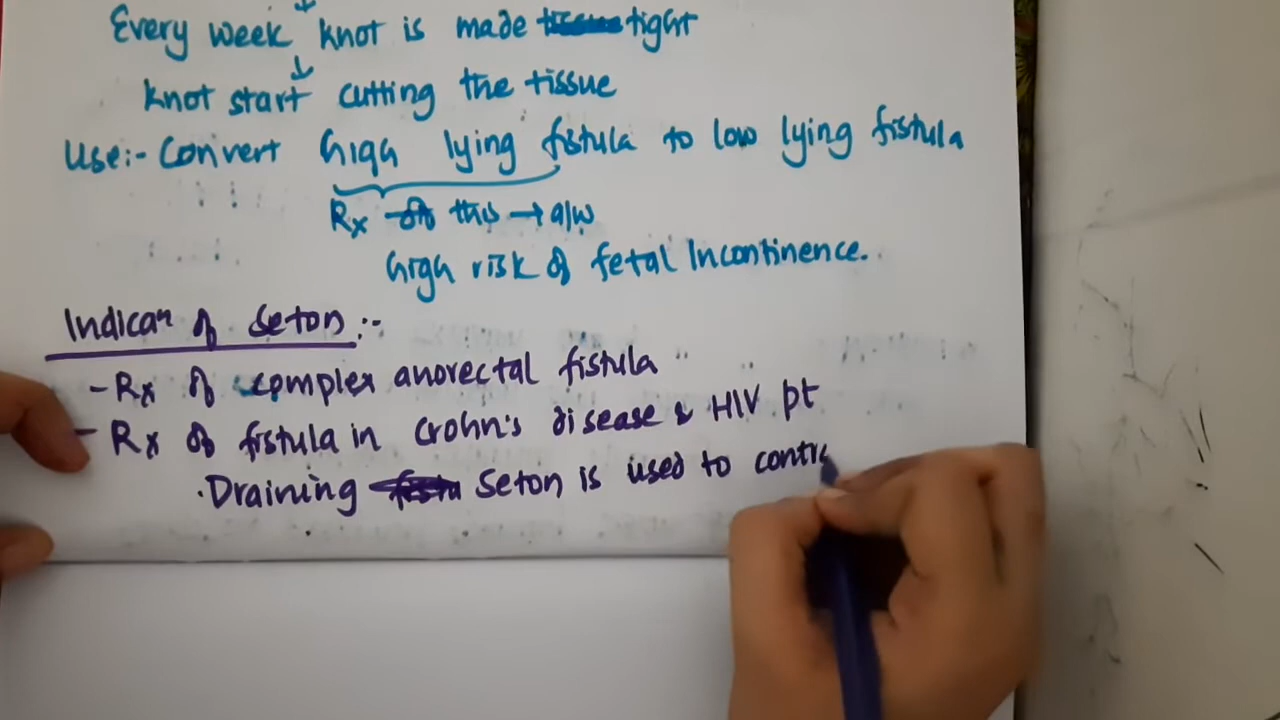 Every week knot is made tight
knot start cutting the tissue
Use:- Convert high lying fistula to low lying fistula
Rx of this → a/w
high risk of fetal Incontinence.
Indicaⁿ of Seton :-
- Rx of complex anorectal fistula
- Rx of fistula in crohn's disease & HIV pt
. Draining Seton is used to contro